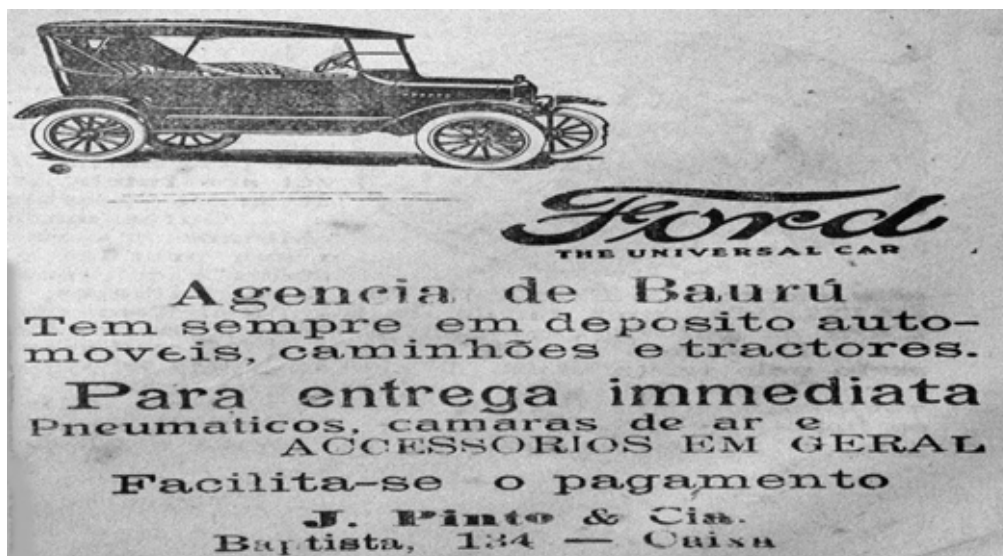 Ford
THE UNIVERSAL CAR
Agencia de Baurú
Tem sempre em deposito auto-
moveis, caminhões e tractores.
Para entrega immediata
Pneumaticos, camaras de ar e
ACCESSORIOS EM GERAL
Facilita-se o pagamento
J. Pinto & Cia.
Baptista, 134 — Caixa